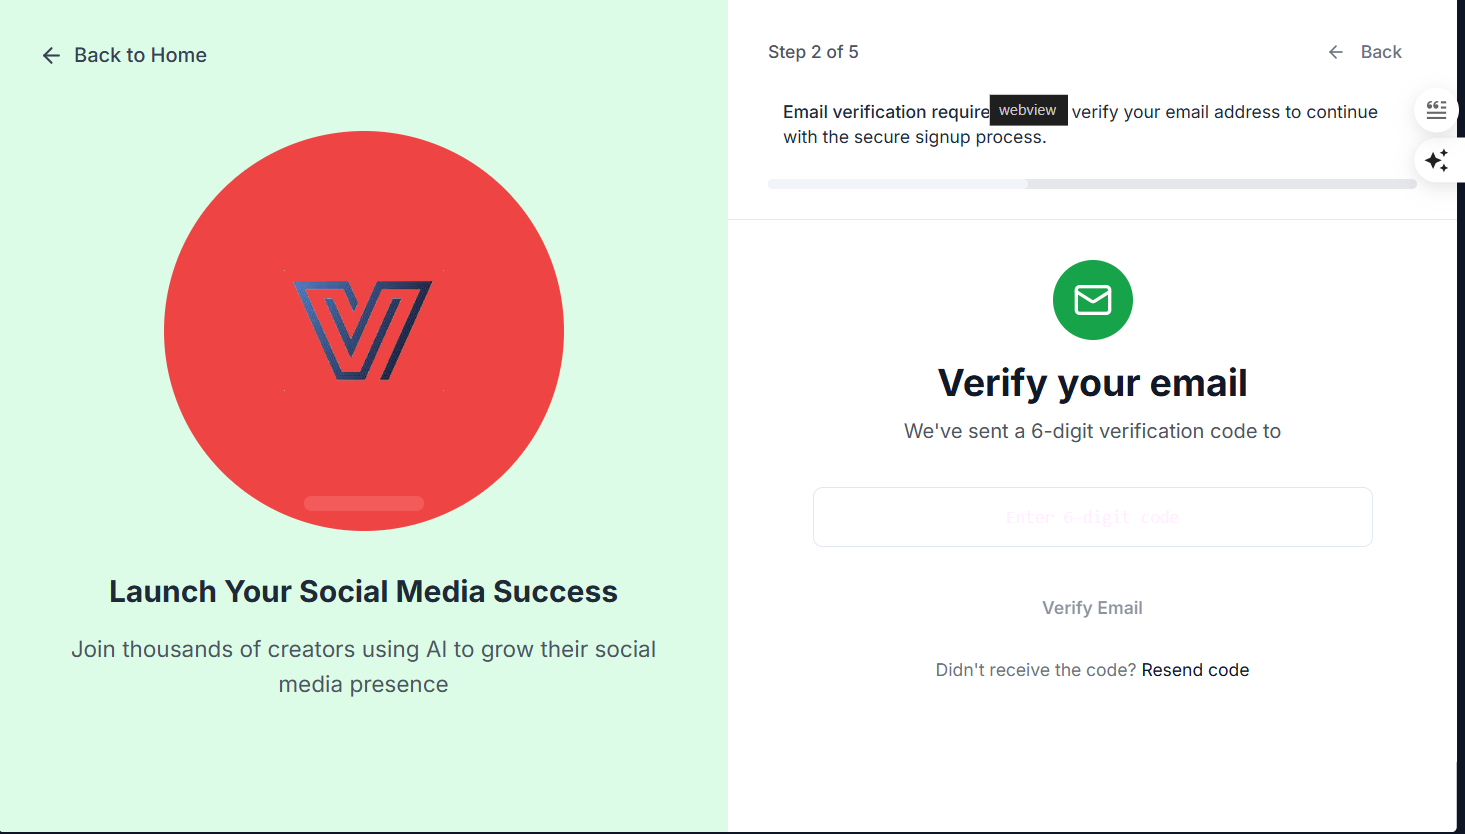 Back to Home
Launch Your Social Media Success
Join thousands of creators using AI to grow their social
media presence
Step 2 of 5
Back
Email verification require webview verify your email address to continue
with the secure signup process.
Verify your email
We've sent a 6-digit verification code to
Enter 6-digit code
Verify Email
Didn't receive the code? Resend code